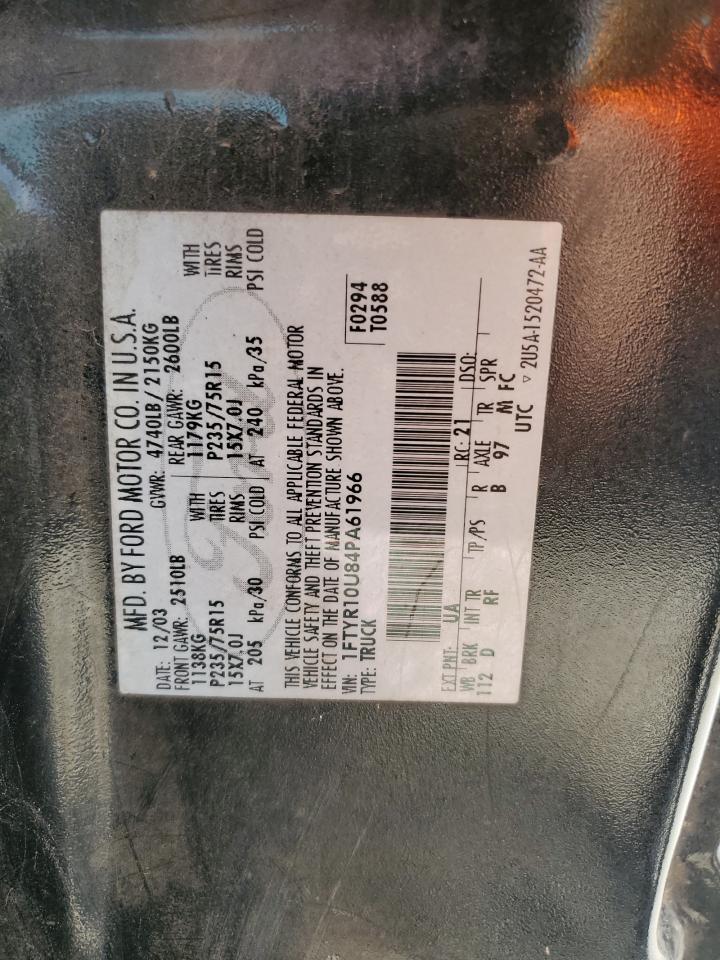 MFD. BY FORD MOTOR CO. IN U.S.A.
DATE: 12/03 GVWR: 4740LB / 2150KG
FRONT GAWR: 2510LB REAR GAWR: 2600LB
1138KG WITH 1179KG WITH
P235/75R15 TIRES P235/75R15 TIRES
15X7.0J RIMS 15X7.0J RIMS
AT 205 kPa/30 PSI COLD AT 240 kPa/35 PSI COLD
THIS VEHICLE CONFORMS TO ALL APPLICABLE FEDERAL MOTOR
VEHICLE SAFETY AND THEFT PREVENTION STANDARDS IN
EFFECT ON THE DATE OF MANUFACTURE SHOWN ABOVE.
VIN: 1FTYR10U84PA61966
TYPE: TRUCK
F0294
T0588
EXT PNT: UA RC: 21 DSO:
WB BRK INT TR TP/PS R AXLE TR SPR
112 D RF B 97 M FC
UTC ▽ 2U5A-1520472-AA